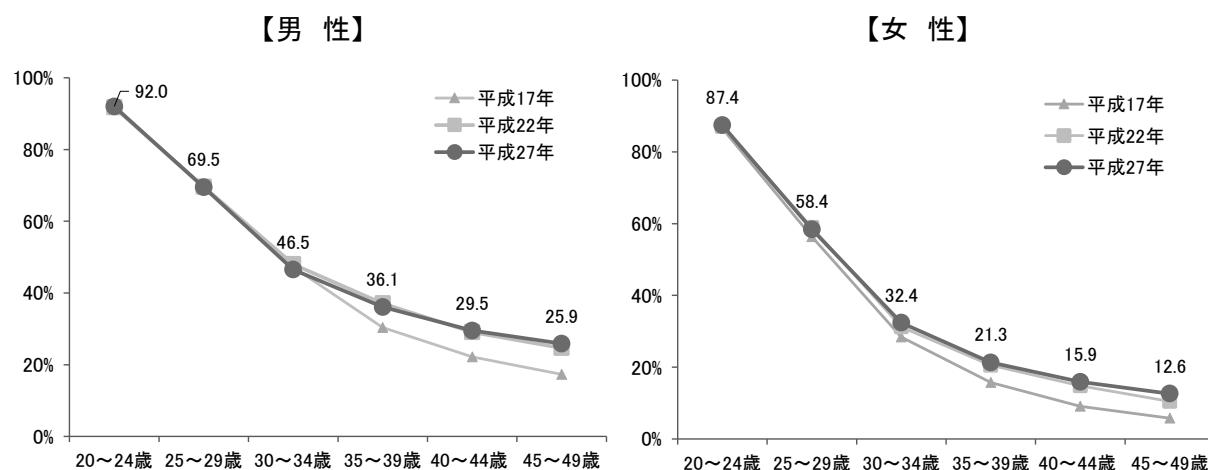 【男 性】
100%
80%
60%
40%
20%
0%
92.0
69.5
46.5
36.1
29.5
25.9
平成17年
平成22年
平成27年
20～24歳 25～29歳 30～34歳 35～39歳 40～44歳 45～49歳
【女 性】
100%
80%
60%
40%
20%
0%
87.4
58.4
32.4
21.3
15.9
12.6
平成17年
平成22年
平成27年
20～24歳 25～29歳 30～34歳 35～39歳 40～44歳 45～49歳